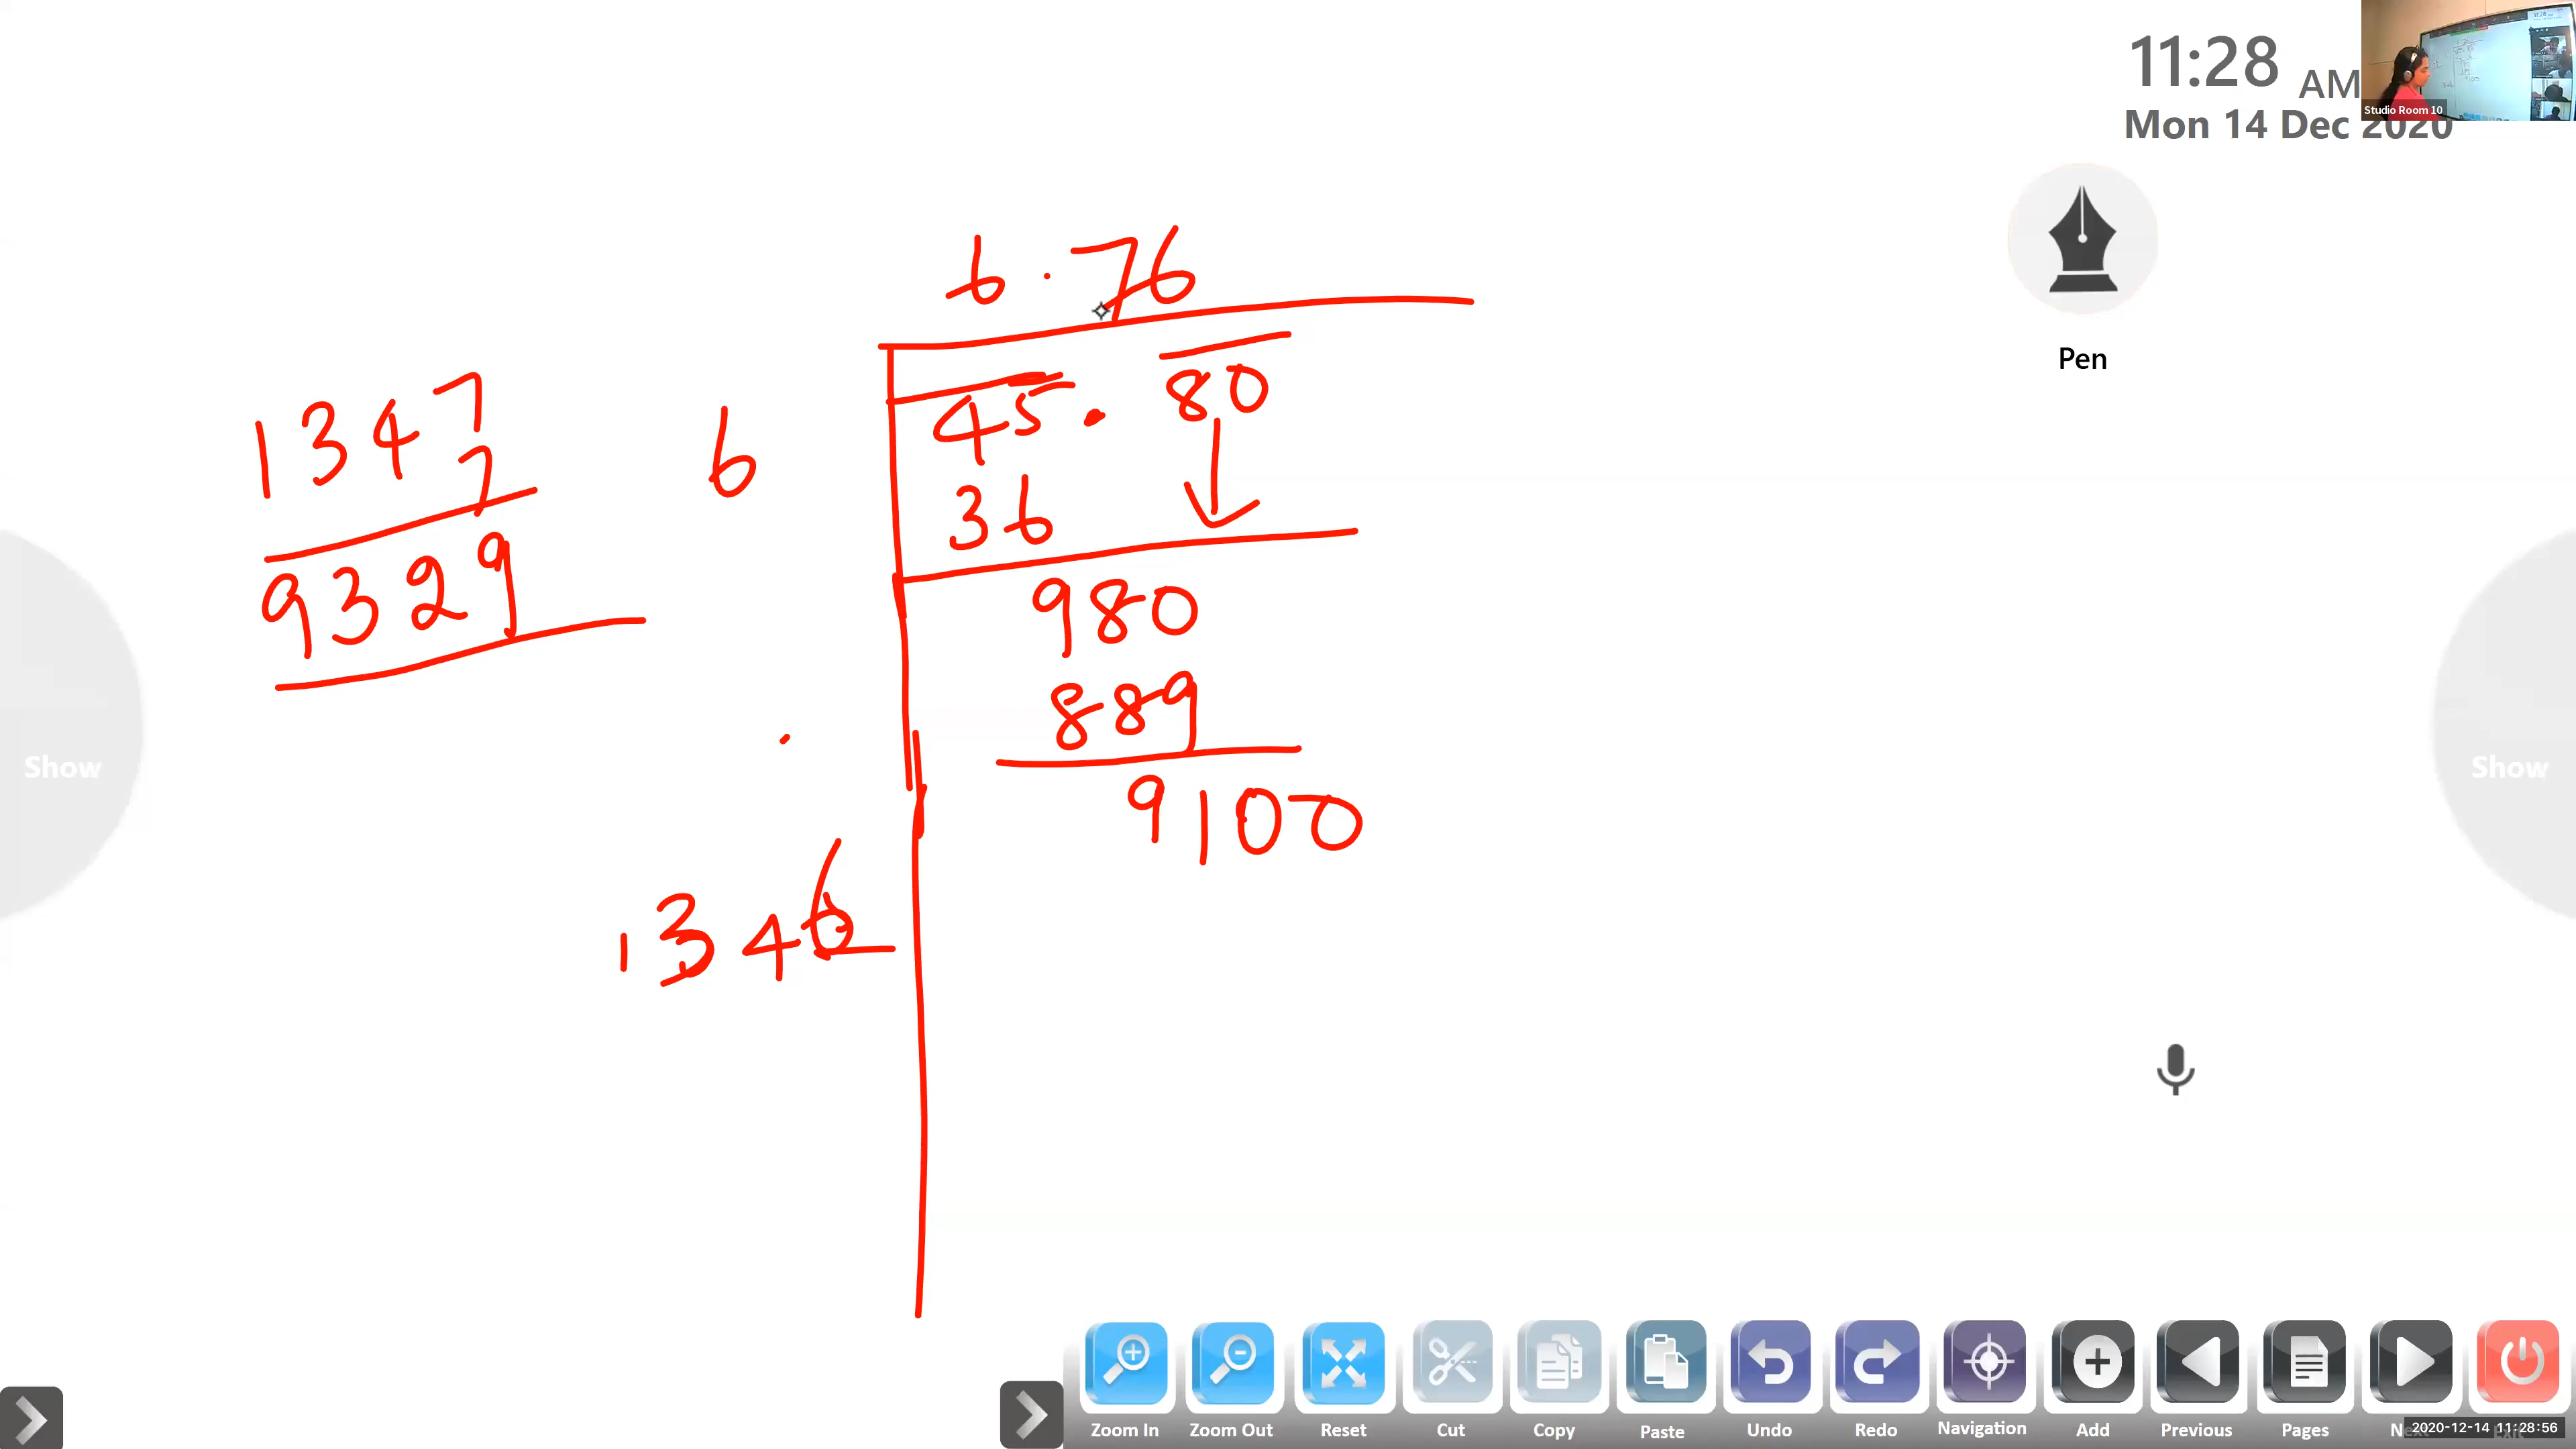 11:28 AM
Mon 14 Dec 2020
Studio Room 10
Pen
6.76
45.80
6
36
980
889
9100
1346
1347
7
9329
Show
Show
Zoom In Zoom Out Reset Cut Copy Paste Undo Redo Navigation Add Previous Pages
2020-12-14 11:28:56